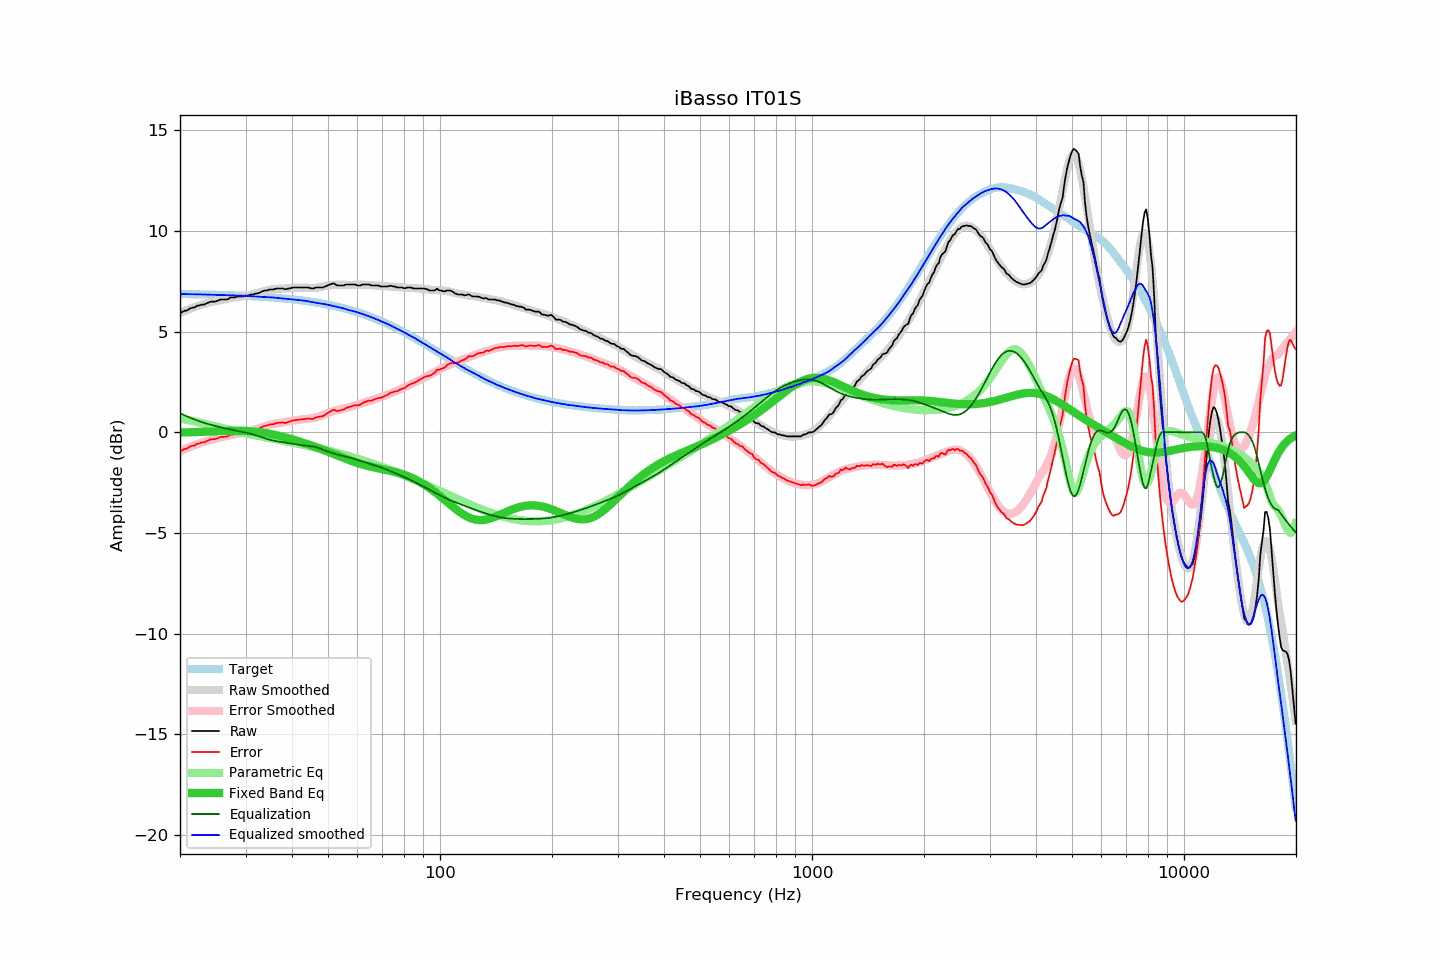 iBasso IT01S
15
10
5
0
−5
−10
−15
−20
Amplitude (dBr)
Target
Raw Smoothed
Error Smoothed
Raw
Error
Parametric Eq
Fixed Band Eq
Equalization
Equalized smoothed
100 1000 10000
Frequency (Hz)